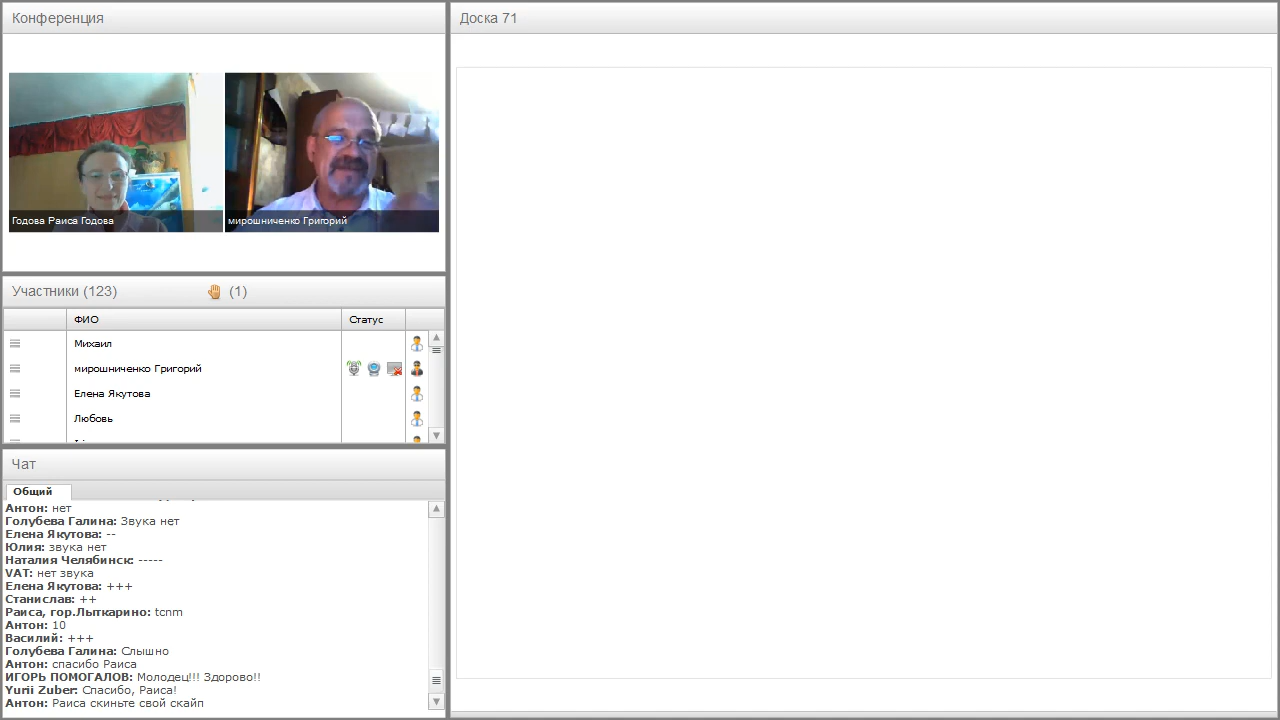 Конференция
Доска 71
Годова Раиса Годова
мирошниченко Григорий
Участники (123)
(1)
ФИО
Статус
Михаил
мирошниченко Григорий
Елена Якутова
Любовь
Чат
Общий
Антон: нет
Голубева Галина: Звука нет
Елена Якутова: --
Юлия: звука нет
Наталия Челябинск: -----
VAT: нет звука
Елена Якутова: +++
Станислав: ++
Раиса, гор.Лыткарино: tcnm
Антон: 10
Василий: +++
Голубева Галина: Слышно
Антон: спасибо Раиса
ИГОРЬ ПОМОГАЛОВ: Молодец!!! Здорово!!
Yurii Zuber: Спасибо, Раиса!
Антон: Раиса скиньте свой скайп